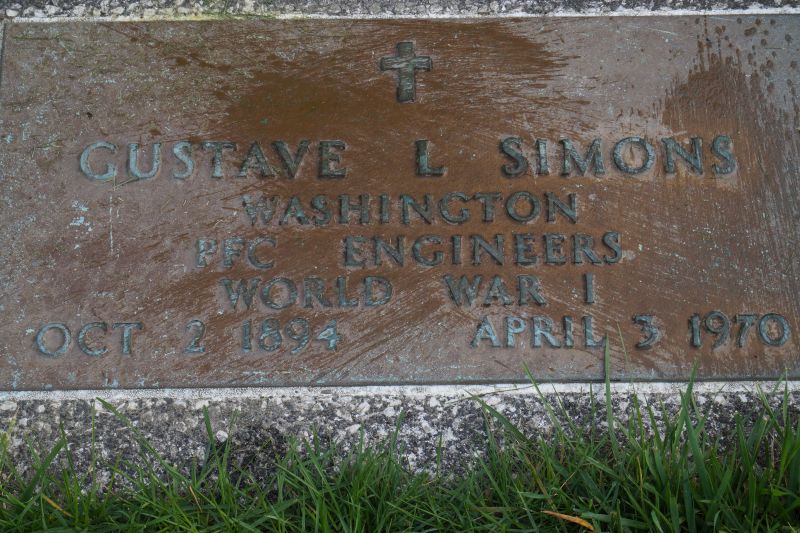 GUSTAVE L SIMONS
WASHINGTON
PFC ENGINEERS
WORLD WAR I
OCT 2 1894 APRIL 3 1970